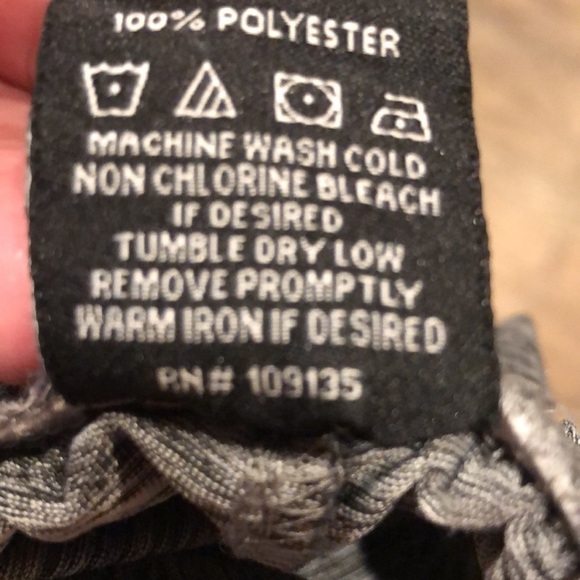 100% POLYESTER
MACHINE WASH COLD
NON CHLORINE BLEACH
IF DESIRED
TUMBLE DRY LOW
REMOVE PROMPTLY
WARM IRON IF DESIRED
RN# 109135